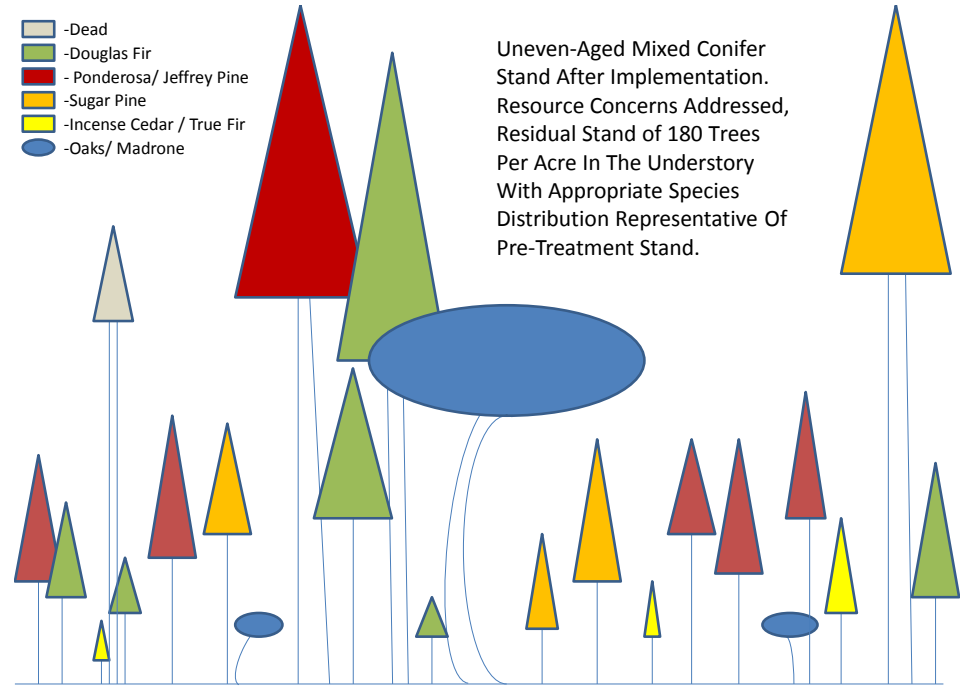 -Dead
-Douglas Fir
- Ponderosa/ Jeffrey Pine
-Sugar Pine
-Incense Cedar / True Fir
-Oaks/ Madrone
Uneven-Aged Mixed Conifer
Stand After Implementation.
Resource Concerns Addressed,
Residual Stand of 180 Trees
Per Acre In The Understory
With Appropriate Species
Distribution Representative Of
Pre-Treatment Stand.